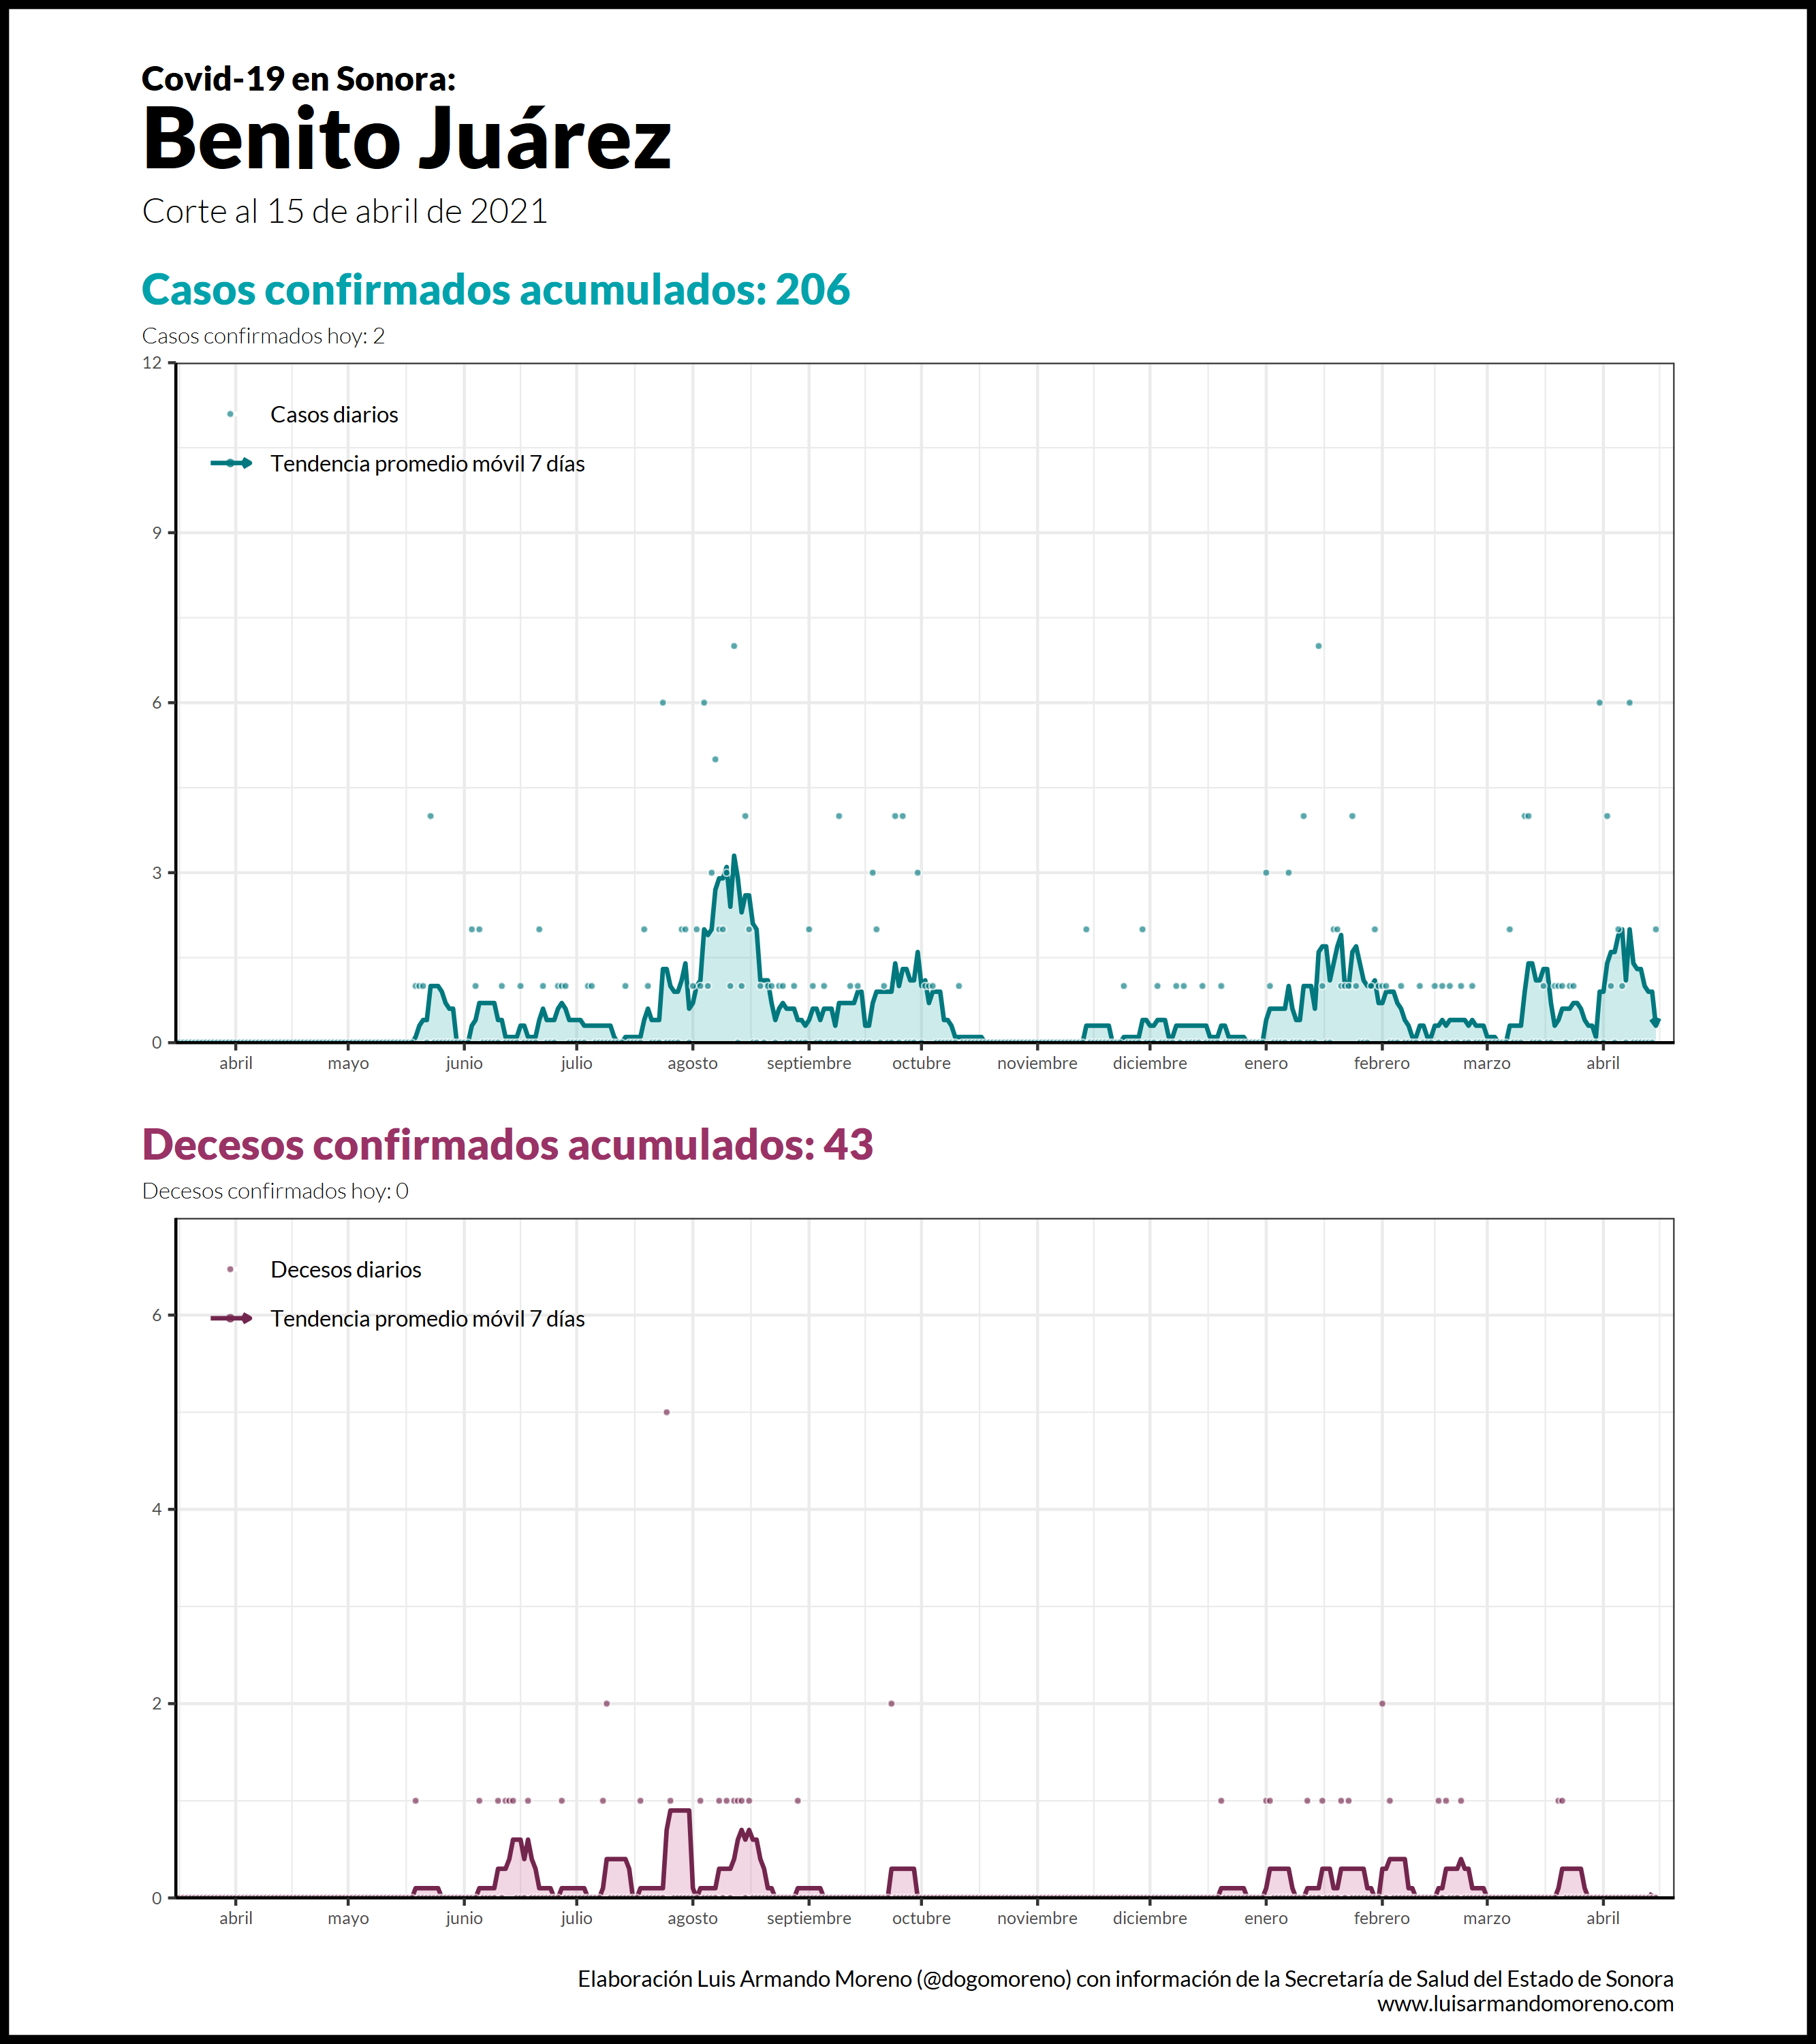 Covid-19 en Sonora:
Benito Juárez
Corte al 15 de abril de 2021
Casos confirmados acumulados: 206
Casos confirmados hoy: 2
12
9
6
3
0
Casos diarios
Tendencia promedio móvil 7 días
abril mayo junio julio agosto septiembre octubre noviembre diciembre enero febrero marzo abril
Decesos confirmados acumulados: 43
Decesos confirmados hoy: 0
6
4
2
0
Decesos diarios
Tendencia promedio móvil 7 días
abril mayo junio julio agosto septiembre octubre noviembre diciembre enero febrero marzo abril
Elaboración Luis Armando Moreno (@dogomoreno) con información de la Secretaría de Salud del Estado de Sonora
www.luisarmandomoreno.com